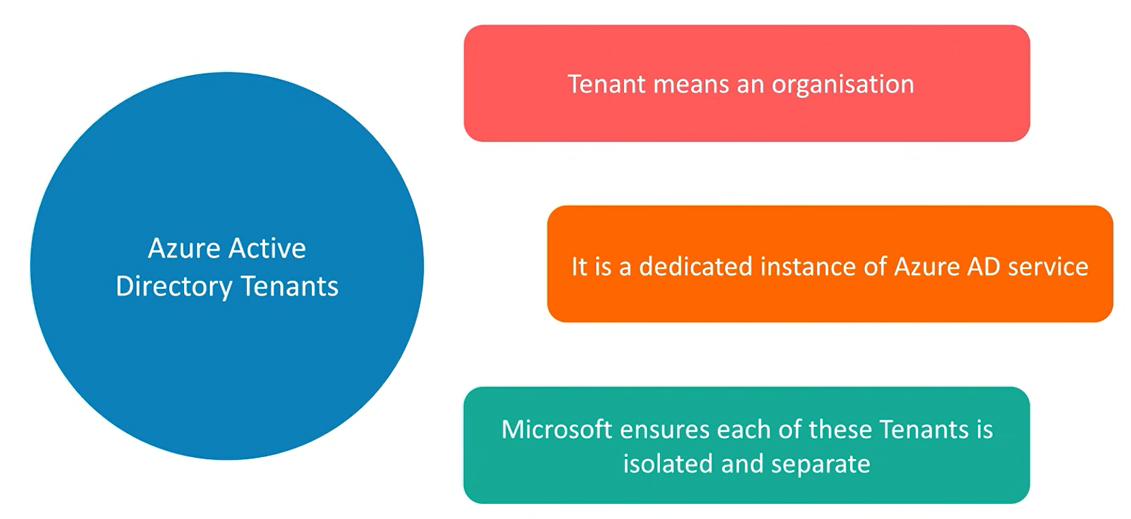 Azure Active
Directory Tenants
Tenant means an organisation
It is a dedicated instance of Azure AD service
Microsoft ensures each of these Tenants is
isolated and separate